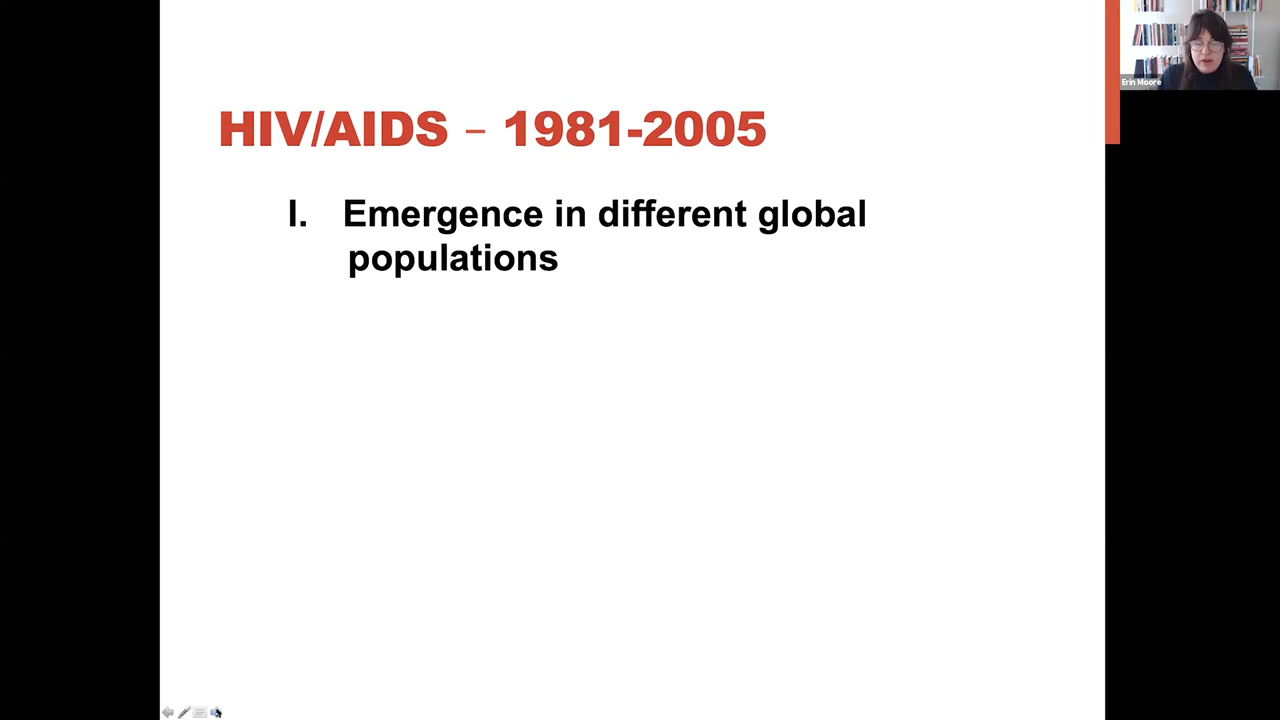 HIV/AIDS – 1981-2005
I. Emergence in different global
populations
Erin Moore